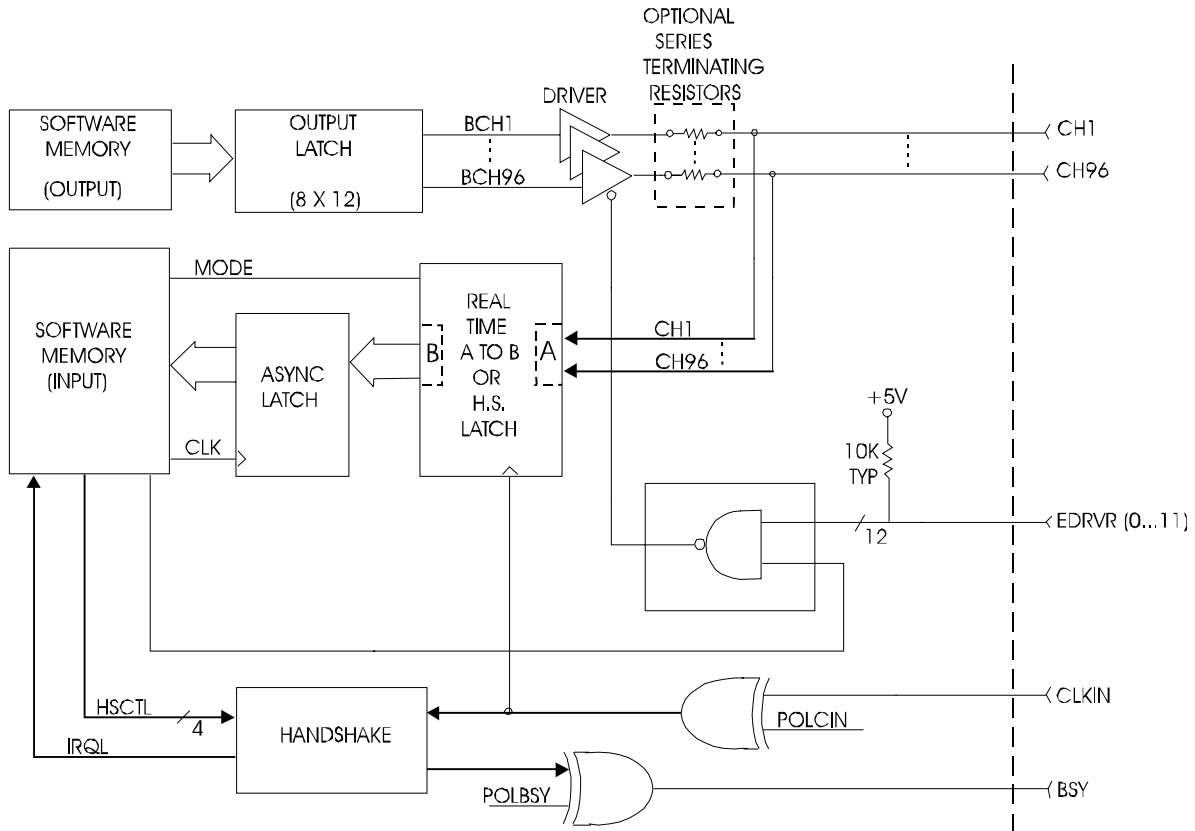 OPTIONAL
SERIES
TERMINATING
RESISTORS
DRIVER
SOFTWARE
MEMORY
(OUTPUT)
OUTPUT
LATCH
(8 X 12)
BCH1
BCH96
CH1
CH96
MODE
SOFTWARE
MEMORY
(INPUT)
ASYNC
LATCH
CLK
B
REAL
TIME
A TO B
OR
H.S.
LATCH
A
CH1
CH96
+5V
10K
TYP
12
EDRVR (0...11)
HSCTL
4
IRQL
HANDSHAKE
POLCIN
CLKIN
POLBSY
BSY